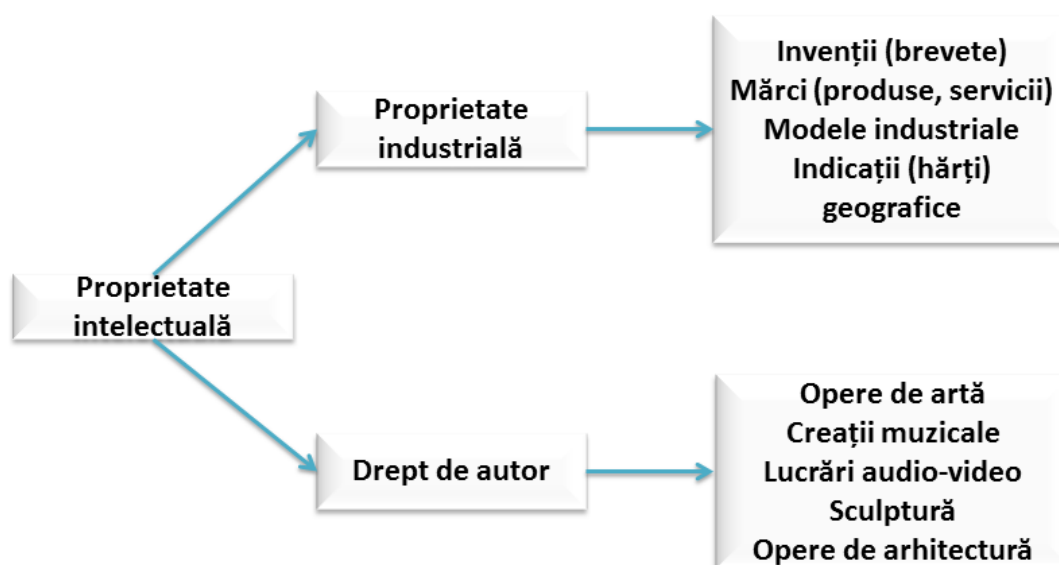 Proprietate
intelectuală
Proprietate
industrială
Invenții (brevete)
Mărci (produse, servicii)
Modele industriale
Indicații (hărți)
geografice
Drept de autor
Opere de artă
Creații muzicale
Lucrări audio-video
Sculptură
Opere de arhitectură